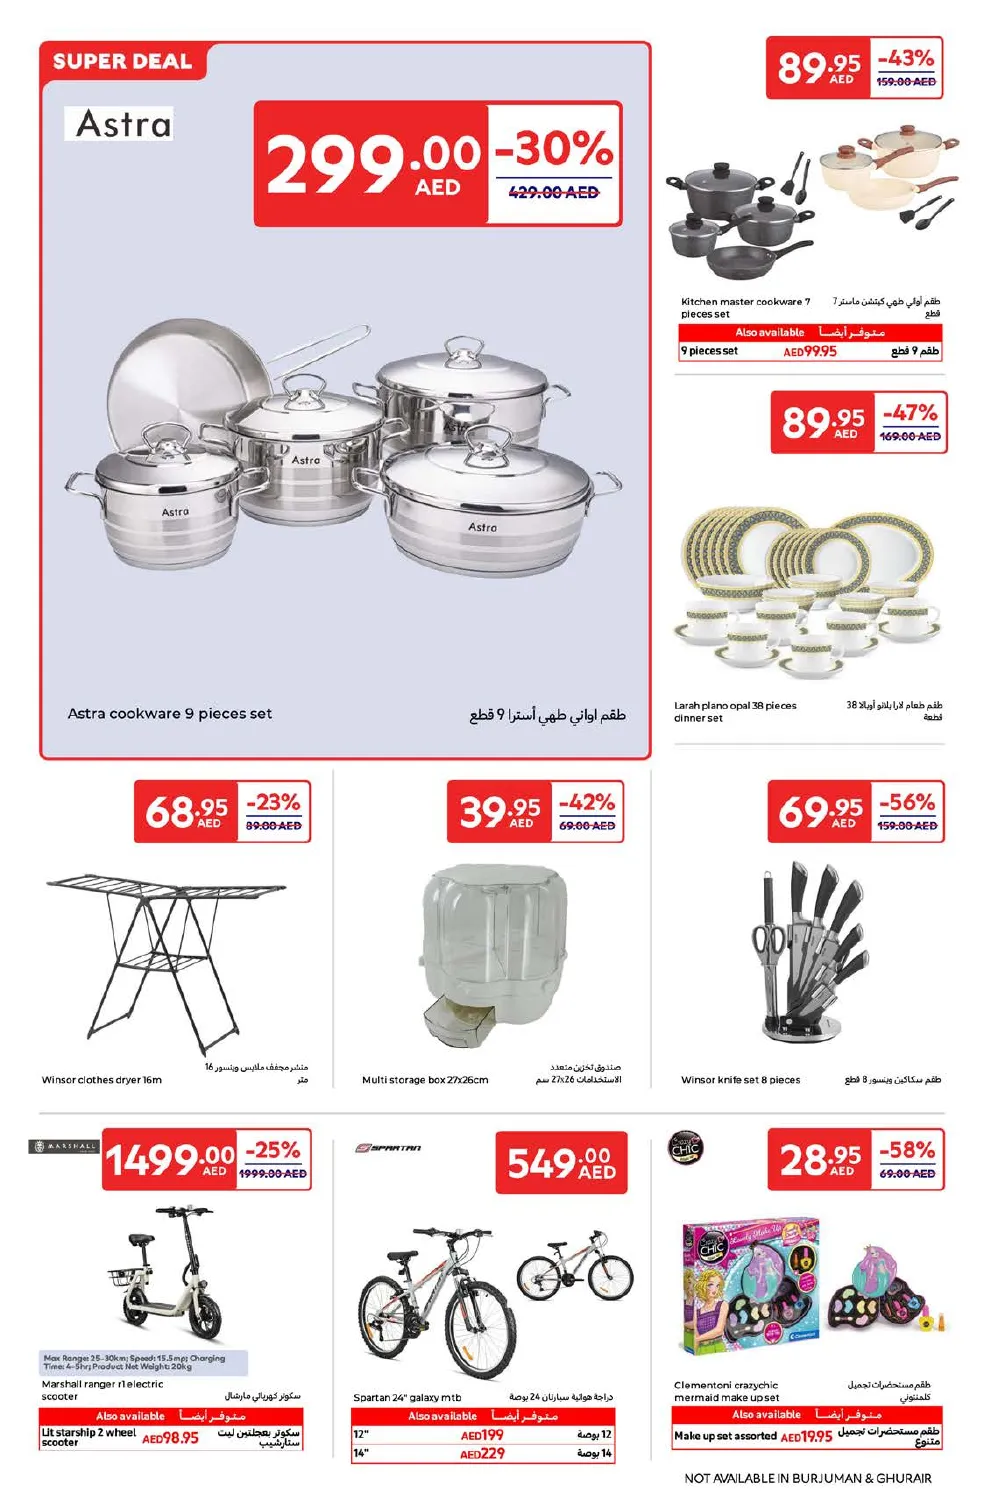 SUPER DEAL
Astra
299.00
AED
-30%
429.00 AED
Astra
Astra
Astra
Astra
Astra cookware 9 pieces set
طقم اواني طهي أسترا 9 قطع
89.95
AED
-43%
159.00 AED
Kitchen master cookware 7
pieces set
طقم أواني طهي كيتشن ماستر 7
قطع
Also available متوفر أيضاً
9 pieces set AED99.95 طقم 9 قطع
89.95
AED
-47%
169.00 AED
Larah plano opal 38 pieces
dinner set
طقم طعام لارا بلانو أوبالا 38
قطعة
68.95
AED
-23%
89.00 AED
Winsor clothes dryer 16m
منشر مجفف ملابس وينسور 16
متر
39.95
AED
-42%
69.00 AED
Multi storage box 27x26cm
صندوق تخزين متعدد
الاستخدامات 27x26 سم
69.95
AED
-56%
159.00 AED
Winsor knife set 8 pieces
طقم سكاكين وينسور 8 قطع
MARSHALL
1499.00
AED
-25%
1999.00 AED
Max Range: 25-30km; Speed: 15.5mp; Charging
Time: 4-5hr; Product Net Weight: 20kg
Marshall ranger r1 electric
scooter
سكوتر كهربائي مارشال
Also available متوفر أيضاً
Lit starship 2 wheel
scooter
AED98.95
سكوتر بعجلتين ليت
ستارشيب
SPARTAN
549.00
AED
Spartan 24" galaxy mtb
دراجة هوائية سبارتان 24 بوصة
Also available متوفر أيضاً
12" AED199 12 بوصة
14" AED229 14 بوصة
Crazy
CHIC
28.95
AED
-58%
69.00 AED
Crazy
CHIC
Lovely Make Up
Clementoni
Clementoni crazychic
mermaid make up set
طقم مستحضرات تجميل
كلمنتوني
Also available متوفر أيضاً
Make up set assorted AED19.95 طقم مستحضرات تجميل
متنوع
NOT AVAILABLE IN BURJUMAN & GHURAIR